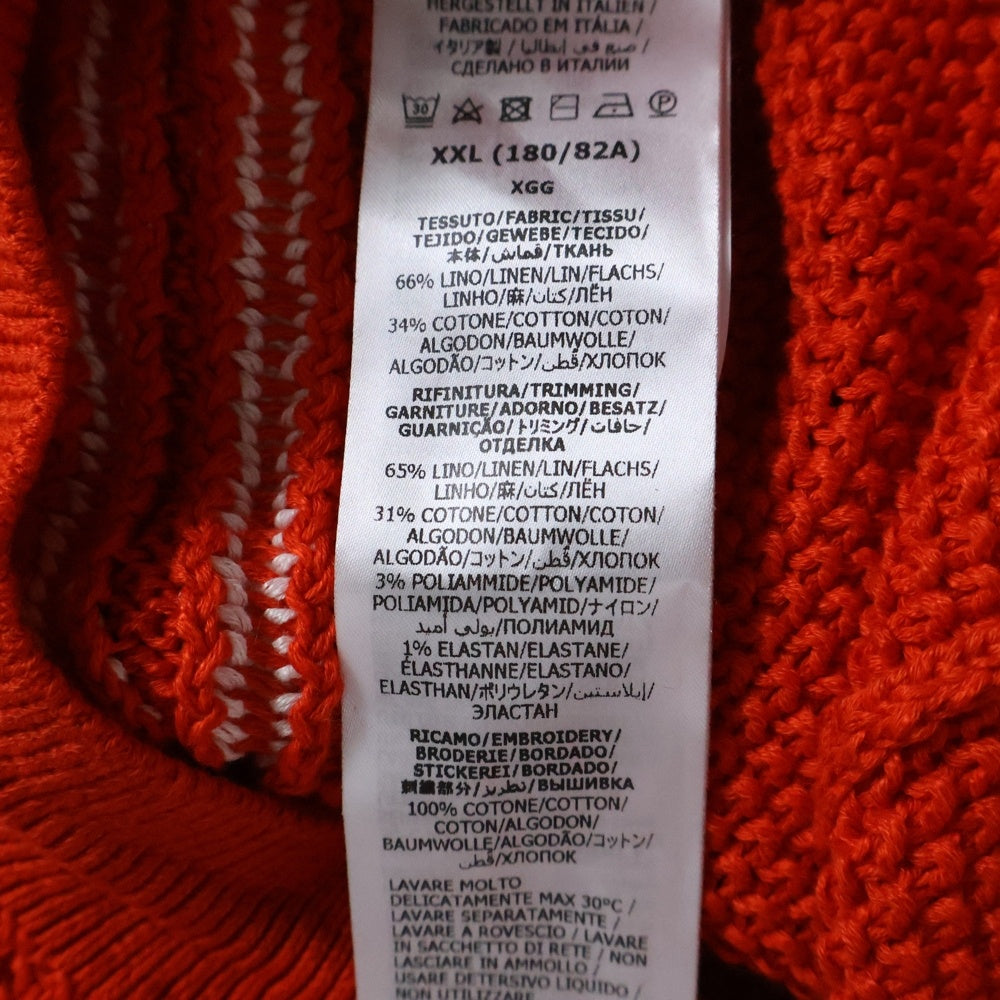 HERGESTELLT IN ITALIEN /
FABRICADO EM ITÁLIA /
イタリア製 / صنع في إيطاليا /
СДЕЛАНО В ИТАЛИИ
30 P
XXL (180/82A)
XGG
TESSUTO/FABRIC/TISSU/
TEJIDO/GEWEBE/TECIDO/
本体/قماش/ТКАНЬ
66% LINO/LINEN/LIN/FLACHS/
LINHO/麻/كتان/ЛЁН
34% COTONE/COTTON/COTON/
ALGODON/BAUMWOLLE/
ALGODÃO/コットン/قطن/ХЛОПОК
RIFINITURA/TRIMMING/
GARNITURE/ADORNO/BESATZ/
GUARNIÇÃO/トリミング/حافات/
ОТДЕЛКА
65% LINO/LINEN/LIN/FLACHS/
LINHO/麻/كتان/ЛЁН
31% COTONE/COTTON/COTON/
ALGODON/BAUMWOLLE/
ALGODÃO/コットン/قطن/ХЛОПОК
3% POLIAMMIDE/POLYAMIDE/
POLIAMIDA/POLYAMID/ナイロン/
بولي أميد/ПОЛИАМИД
1% ELASTAN/ELASTANE/
ÉLASTHANNE/ELASTANO/
ELASTHAN/ポリウレタン/إيلاستين/
ЭЛАСТАН
RICAMO/EMBROIDERY/
BRODERIE/BORDADO/
STICKEREI/BORDADO/
刺繍部分/تطريز/ВЫШИВКА
100% COTONE/COTTON/
COTON/ALGODON/
BAUMWOLLE/ALGODÃO/コットン/
قطن/ХЛОПОК
LAVARE MOLTO
DELICATAMENTE MAX 30°C /
LAVARE SEPARATAMENTE /
LAVARE A ROVESCIO / LAVARE
IN SACCHETTO DI RETE / NON
LASCIARE IN AMMOLLO /
USARE DETERSIVO LIQUIDO /
NON UTILIZZARE